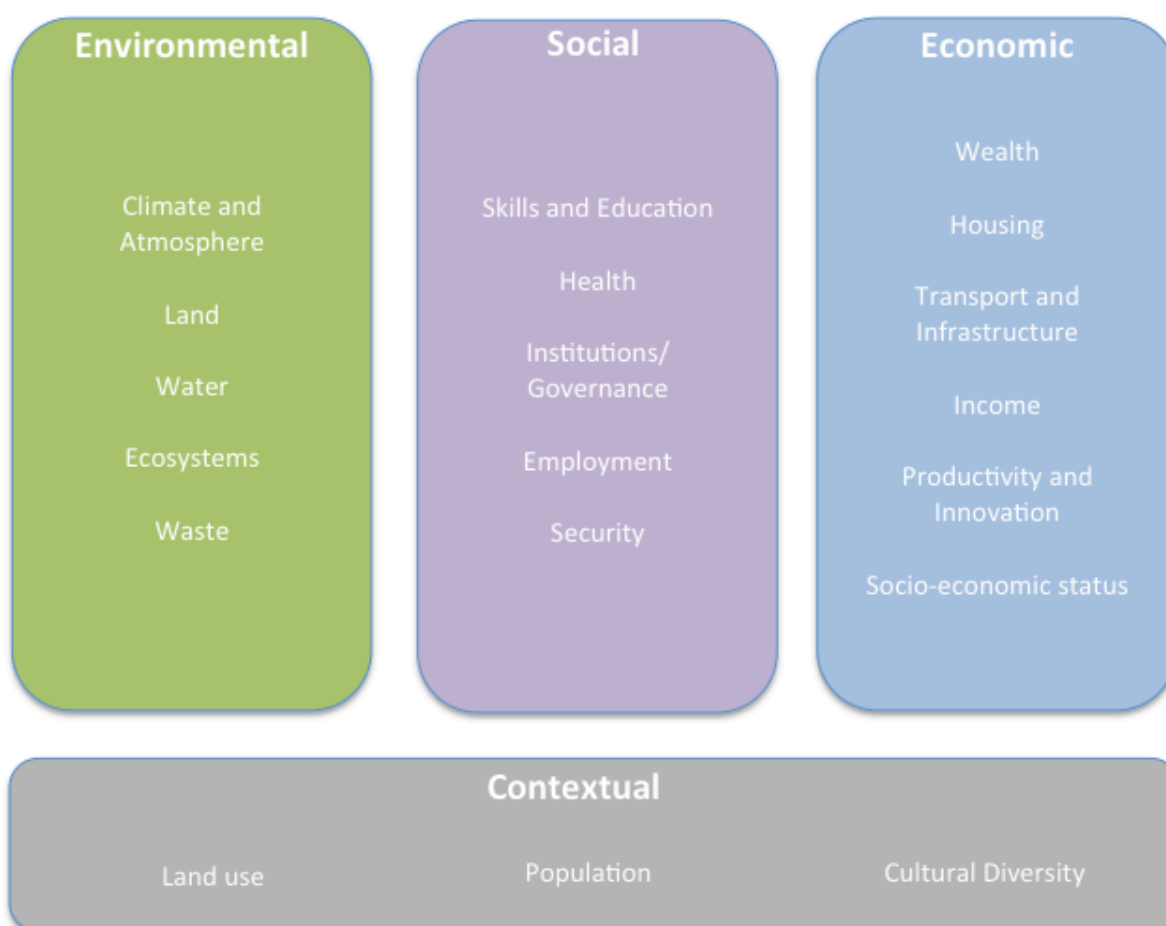 Environmental
Climate and
Atmosphere
Land
Water
Ecosystems
Waste
Social
Skills and Education
Health
Institutions/
Governance
Employment
Security
Economic
Wealth
Housing
Transport and
Infrastructure
Income
Productivity and
Innovation
Socio-economic status
Contextual
Land use
Population
Cultural Diversity